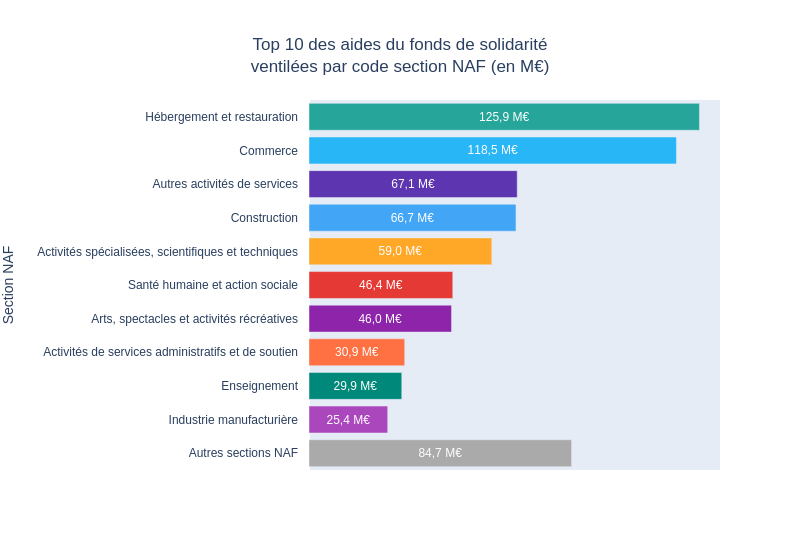 Top 10 des aides du fonds de solidarité
ventilées par code section NAF (en M€)
Section NAF
Hébergement et restauration 125,9 M€
Commerce 118,5 M€
Autres activités de services 67,1 M€
Construction 66,7 M€
Activités spécialisées, scientifiques et techniques 59,0 M€
Santé humaine et action sociale 46,4 M€
Arts, spectacles et activités récréatives 46,0 M€
Activités de services administratifs et de soutien 30,9 M€
Enseignement 29,9 M€
Industrie manufacturière 25,4 M€
Autres sections NAF 84,7 M€